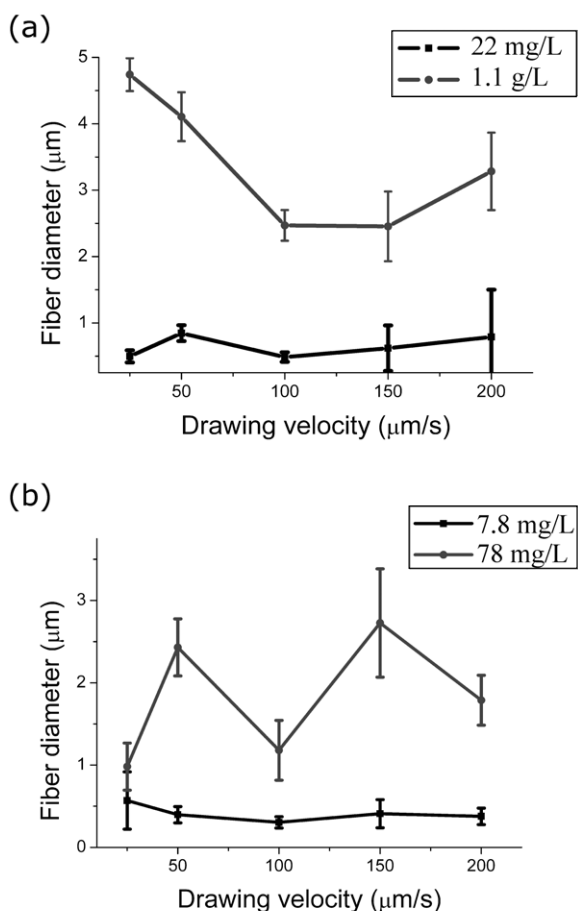 (a)
22 mg/L
1.1 g/L
5
4
3
2
1
Fiber diameter (μm)
50 100 150 200
Drawing velocity (μm/s)
(b)
7.8 mg/L
78 mg/L
3
2
1
0
Fiber diameter (μm)
50 100 150 200
Drawing velocity (μm/s)